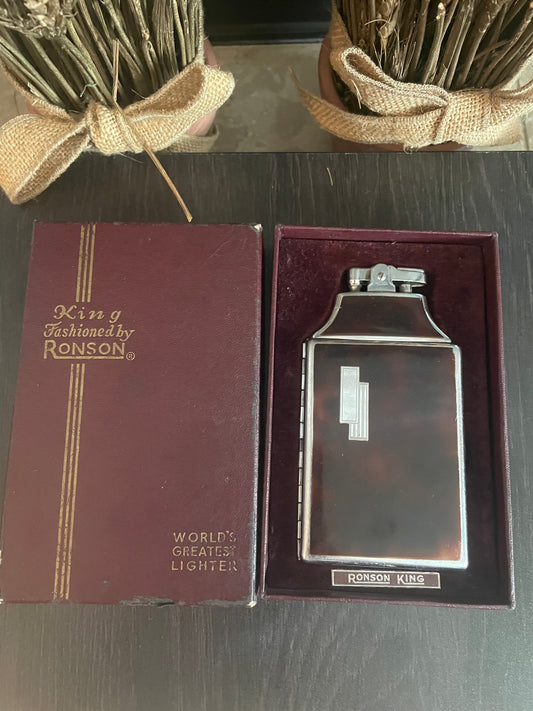 King
Fashioned by
RONSON®
WORLD'S
GREATEST
LIGHTER
RONSON KING